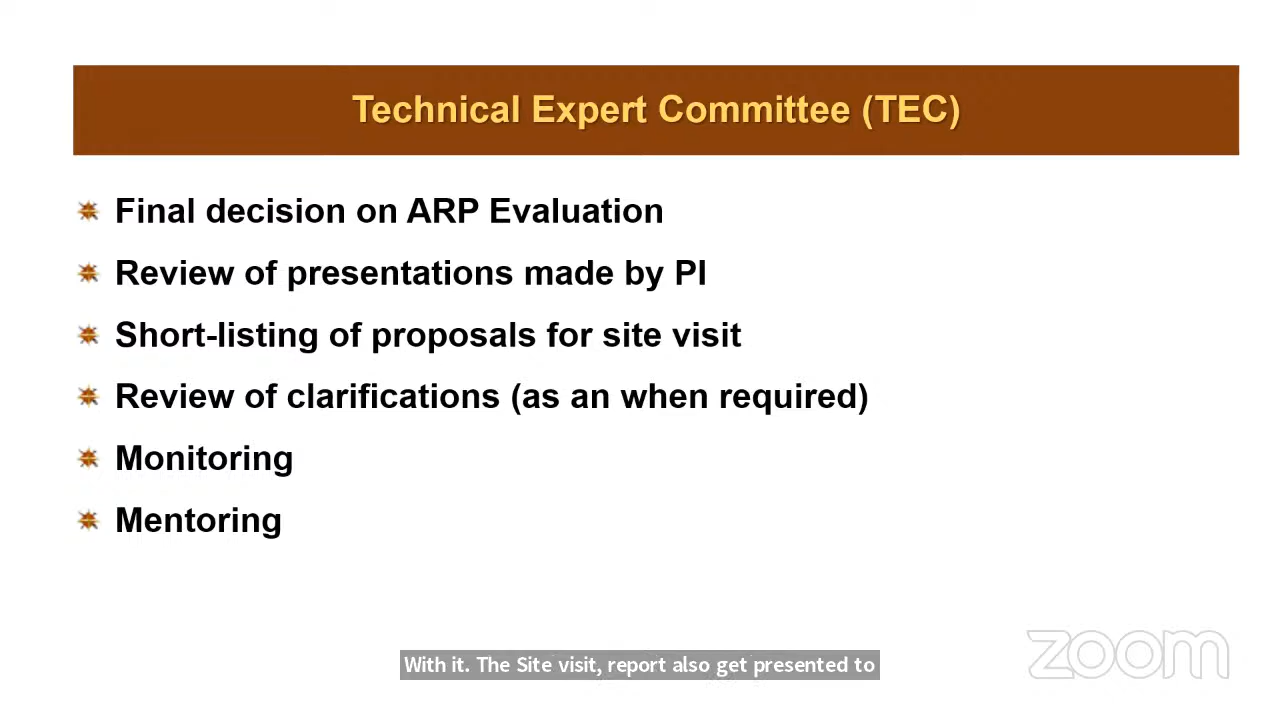 Technical Expert Committee (TEC)
Final decision on ARP Evaluation
Review of presentations made by PI
Short-listing of proposals for site visit
Review of clarifications (as an when required)
Monitoring
Mentoring
With it. The Site visit, report also get presented to
zoom